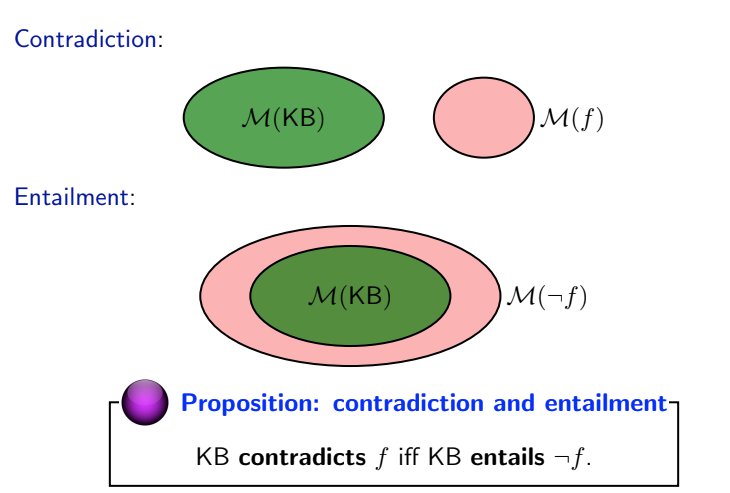 Contradiction:
ℳ(KB) ℳ(f)
Entailment:
ℳ(KB) ℳ(¬f)
Proposition: contradiction and entailment
KB contradicts f iff KB entails ¬f.